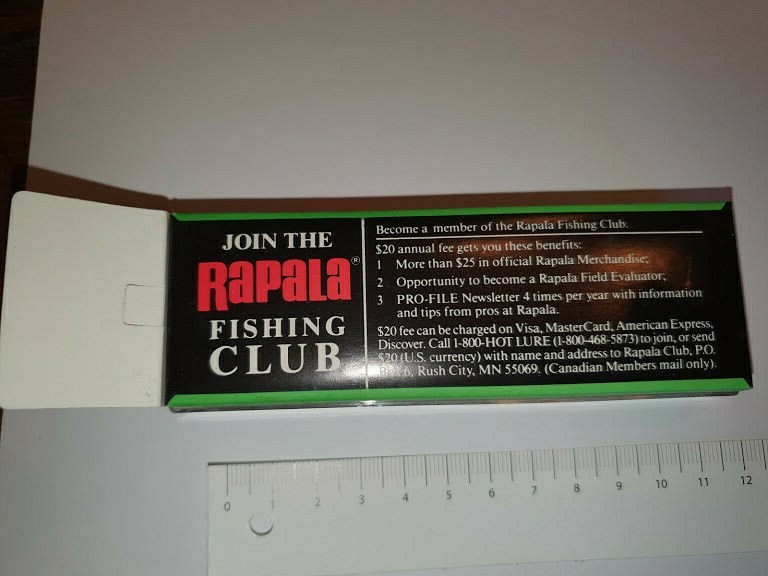 JOIN THE
Rapala®
FISHING
CLUB
Become a member of the Rapala Fishing Club.
$20 annual fee gets you these benefits:
1 More than $25 in official Rapala Merchandise;
2 Opportunity to become a Rapala Field Evaluator;
3 PRO-FILE Newsletter 4 times per year with information
and tips from pros at Rapala.
$20 fee can be charged on Visa, MasterCard, American Express,
Discover. Call 1-800-HOT LURE (1-800-468-5873) to join, or send
$20 (U.S. currency) with name and address to Rapala Club, P.O.
Rush City, MN 55069. (Canadian Members mail only).
0 1 2 3 4 5 6 7 8 9 10 11 12